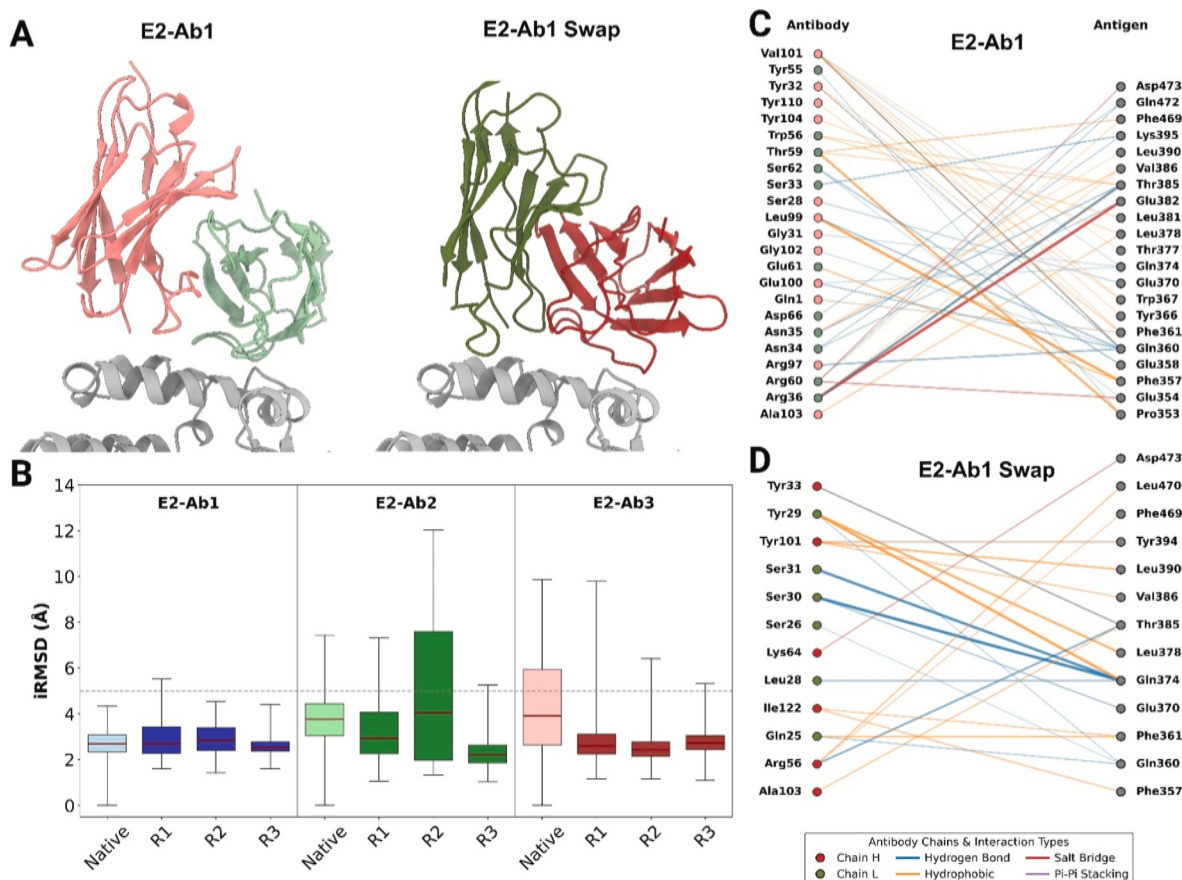 A
E2-Ab1
E2-Ab1 Swap
B
iRMSD (Å)
14
12
10
8
6
4
2
0
E2-Ab1
E2-Ab2
E2-Ab3
Native
R1
R2
R3
Native
R1
R2
R3
Native
R1
R2
R3
C
Antibody
E2-Ab1
Antigen
Val101
Tyr55
Tyr32
Tyr110
Tyr104
Trp56
Thr59
Ser62
Ser33
Ser28
Leu99
Gly31
Gly102
Glu61
Glu100
Gln1
Asp66
Asn35
Asn34
Arg97
Arg60
Arg36
Ala103
Asp473
Gln472
Phe469
Lys395
Leu390
Val386
Thr385
Glu382
Leu381
Leu378
Thr377
Gln374
Glu370
Trp367
Tyr366
Phe361
Gln360
Glu358
Phe357
Glu354
Pro353
D
E2-Ab1 Swap
Tyr33
Tyr29
Tyr101
Ser31
Ser30
Ser26
Lys64
Leu28
Ile122
Gln25
Arg56
Ala103
Asp473
Leu470
Phe469
Tyr394
Leu390
Val386
Thr385
Leu378
Gln374
Glu370
Phe361
Gln360
Phe357
Antibody Chains & Interaction Types
Chain H
Hydrogen Bond
Salt Bridge
Chain L
Hydrophobic
Pi-Pi Stacking